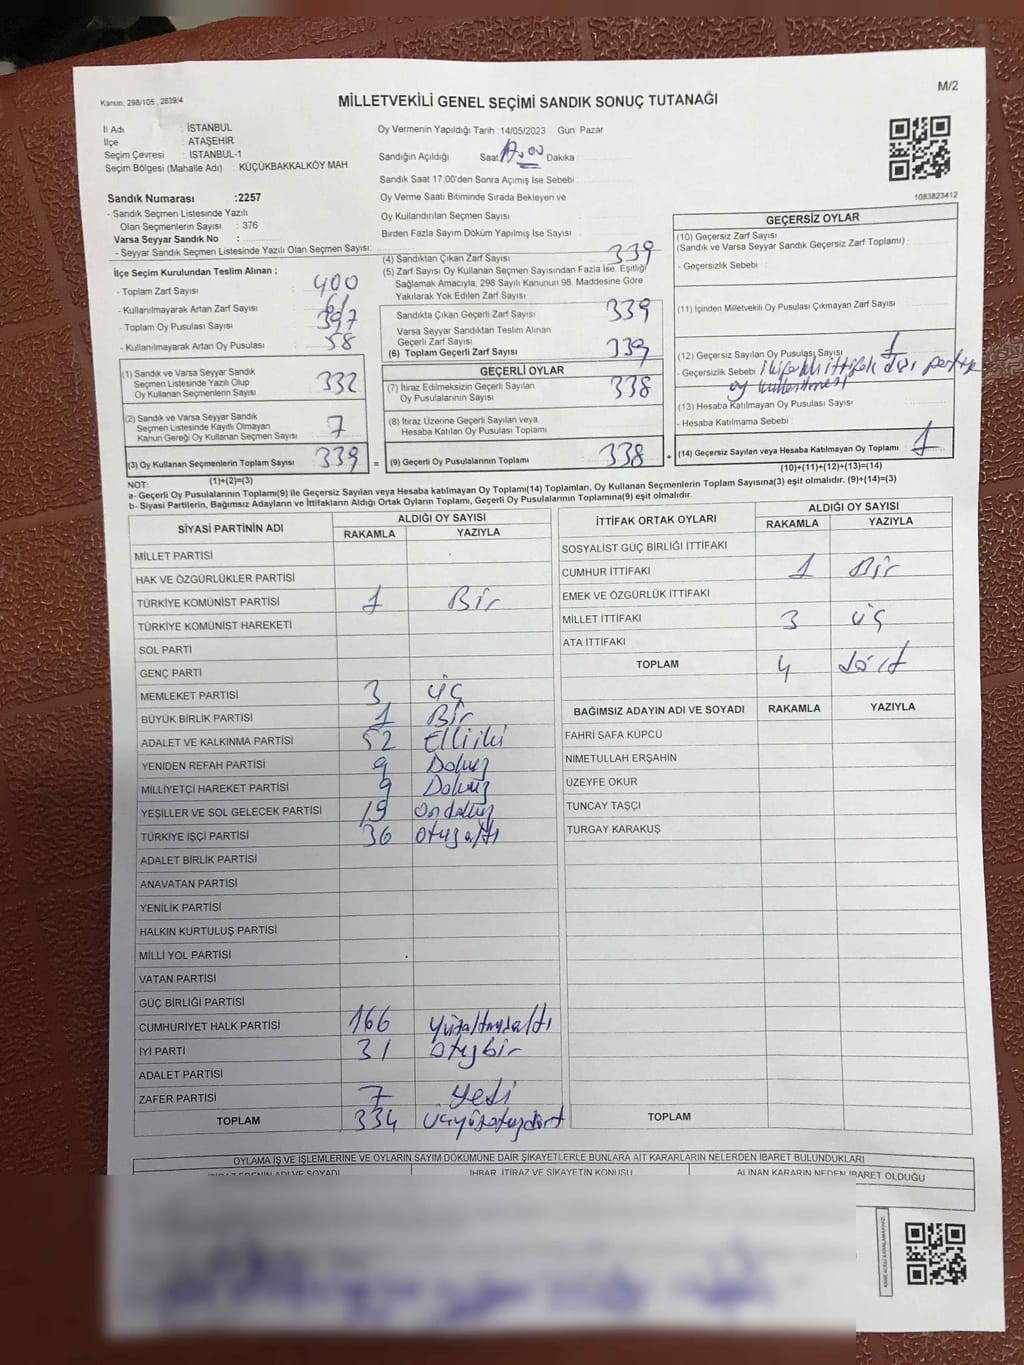 Kanun. 298/105 , 2839/4
M/2
MİLLETVEKİLİ GENEL SEÇİMİ SANDIK SONUÇ TUTANAĞI
İl Adı : İSTANBUL
İlçe : ATAŞEHİR
Seçim Çevresi : İSTANBUL-1
Seçim Bölgesi (Mahalle Adı) : KÜÇÜKBAKKALKÖY MAH
Oy Vermenin Yapıldığı Tarih :14/05/2023 Gün: Pazar
Sandığın Açıldığı Saat 17.00 Dakika
Sandık Saat 17:00'den Sonra Açımış İse Sebebi
Oy Verme Saati Bitiminde Sırada Bekleyen ve
Oy Kullandırılan Seçmen Sayısı
Birden Fazla Sayım Döküm Yapılmış İse Sayısı
1083823412
Sandık Numarası :2257
- Sandık Seçmen Listesinde Yazılı
Olan Seçmenlerin Sayısı : 376
Varsa Seyyar Sandık No :
- Seyyar Sandık Seçmen Listesinde Yazılı Olan Seçmen Sayısı:
İlçe Seçim Kurulundan Teslim Alınan ;
- Toplam Zarf Sayısı : 400
- Kullanılmayarak Artan Zarf Sayısı : 61
- Toplam Oy Pusulası Sayısı : 397
- Kullanılmayarak Artan Oy Pusulası : 58
(1) Sandık ve Varsa Seyyar Sandık
Seçmen Listesinde Yazılı Olup
Oy Kullanan Seçmenlerin Sayısı : 332
(2) Sandık ve Varsa Seyyar Sandık
Seçmen Listesinde Kayıtlı Olmayan
Kanun Gereği Oy Kullanan Seçmen Sayısı : 7
(3) Oy Kullanan Seçmenlerin Toplam Sayısı : 339
(1)+(2)=(3)
(4) Sandıktan Çıkan Zarf Sayısı : 339
(5) Zarf Sayısı Oy Kullanan Seçmen Sayısından Fazla İse, Eşitliği
Sağlamak Amacıyla, 298 Sayılı Kanunun 98. Maddesine Göre
Yakılarak Yok Edilen Zarf Sayısı :
Sandıkta Çıkan Geçerli Zarf Sayısı : 339
Varsa Seyyar Sandıktan Teslim Alınan
Geçerli Zarf Sayısı :
(6) Toplam Geçerli Zarf Sayısı : 339
GEÇERLİ OYLAR
(7) İtiraz Edilmeksizin Geçerli Sayılan
Oy Pusulalarının Sayısı : 338
(8) İtiraz Üzerine Geçerli Sayılan veya
Hesaba Katılan Oy Pusulası Toplamı :
= (9) Geçerli Oy Pusulalarının Toplamı : 338 +
GEÇERSİZ OYLAR
(10) Geçersiz Zarf Sayısı
(Sandık ve Varsa Seyyar Sandık Geçersiz Zarf Toplamı) :
- Geçersizlik Sebebi :
(11) İçinden Milletvekili Oy Pusulası Çıkmayan Zarf Sayısı :
(12) Geçersiz Sayılan Oy Pusulası Sayısı : 1
- Geçersizlik Sebebi
(13) Hesaba Katılmayan Oy Pusulası Sayısı :
- Hesaba Katılmama Sebebi :
(14) Geçersiz Sayılan veya Hesaba Katılmayan Oy Toplamı : 1
(10)+(11)+(12)+(13)=(14)
NOT:
a- Geçerli Oy Pusulalarının Toplamı(9) ile Geçersiz Sayılan veya Hesaba katılmayan Oy Toplamı(14) Toplamları, Oy Kullanan Seçmenlerin Toplam Sayısına(3) eşit olmalıdır. (9)+(14)=(3)
b- Siyasi Partilerin, Bağımsız Adayların ve İttifakların Aldığı Ortak Oyların Toplamı, Geçerli Oy Pusulalarının Toplamına(9) eşit olmalıdır.
SİYASİ PARTİNİN ADI
ALDIĞI OY SAYISI
RAKAMLA YAZIYLA
MİLLET PARTİSİ
HAK VE ÖZGÜRLÜKLER PARTİSİ
TÜRKİYE KOMÜNİST PARTİSİ 1 Bir
TÜRKİYE KOMÜNİST HAREKETİ
SOL PARTİ
GENÇ PARTİ
MEMLEKET PARTİSİ 3 üç
BÜYÜK BİRLİK PARTİSİ 1 Bir
ADALET VE KALKINMA PARTİSİ 52 Elliiki
YENİDEN REFAH PARTİSİ 9 Dokuz
MİLLİYETÇİ HAREKET PARTİSİ 9 Dokuz
YEŞİLLER VE SOL GELECEK PARTİSİ 19 ondokuz
TÜRKİYE İŞÇİ PARTİSİ 36 otuzaltı
ADALET BİRLİK PARTİSİ
ANAVATAN PARTİSİ
YENİLİK PARTİSİ
HALKIN KURTULUŞ PARTİSİ
MİLLİ YOL PARTİSİ
VATAN PARTİSİ
GÜÇ BİRLİĞİ PARTİSİ
CUMHURİYET HALK PARTİSİ 166 yüzaltmışaltı
İYİ PARTİ 31 otuzbir
ADALET PARTİSİ
ZAFER PARTİSİ 7 yedi
TOPLAM 334 üçyüzotuzdört
İTTİFAK ORTAK OYLARI
ALDIĞI OY SAYISI
RAKAMLA YAZIYLA
SOSYALİST GÜÇ BİRLİĞİ İTTİFAKI
CUMHUR İTTİFAKI 1 Bir
EMEK VE ÖZGÜRLÜK İTTİFAKI
MİLLET İTTİFAKI 3 üç
ATA İTTİFAKI
TOPLAM 4 dört
BAĞIMSIZ ADAYIN ADI VE SOYADI RAKAMLA YAZIYLA
FAHRİ SAFA KÜPCÜ
NİMETULLAH ERŞAHİN
ÜZEYFE OKUR
TUNCAY TAŞÇI
TURGAY KARAKUŞ
TOPLAM
OYLAMA İŞ VE İŞLEMLERİNE VE OYLARIN SAYIM DÖKÜMÜNE DAİR ŞİKAYETLERLE BUNLARA AİT KARARLARIN NELERDEN İBARET BULUNDUKLARI
İTİRAZ EDENİN ADI VE SOYADI İHBAR, İTİRAZ VE ŞİKAYETİN KONUSU ALINAN KARARIN NEDEN İBARET OLDUĞU